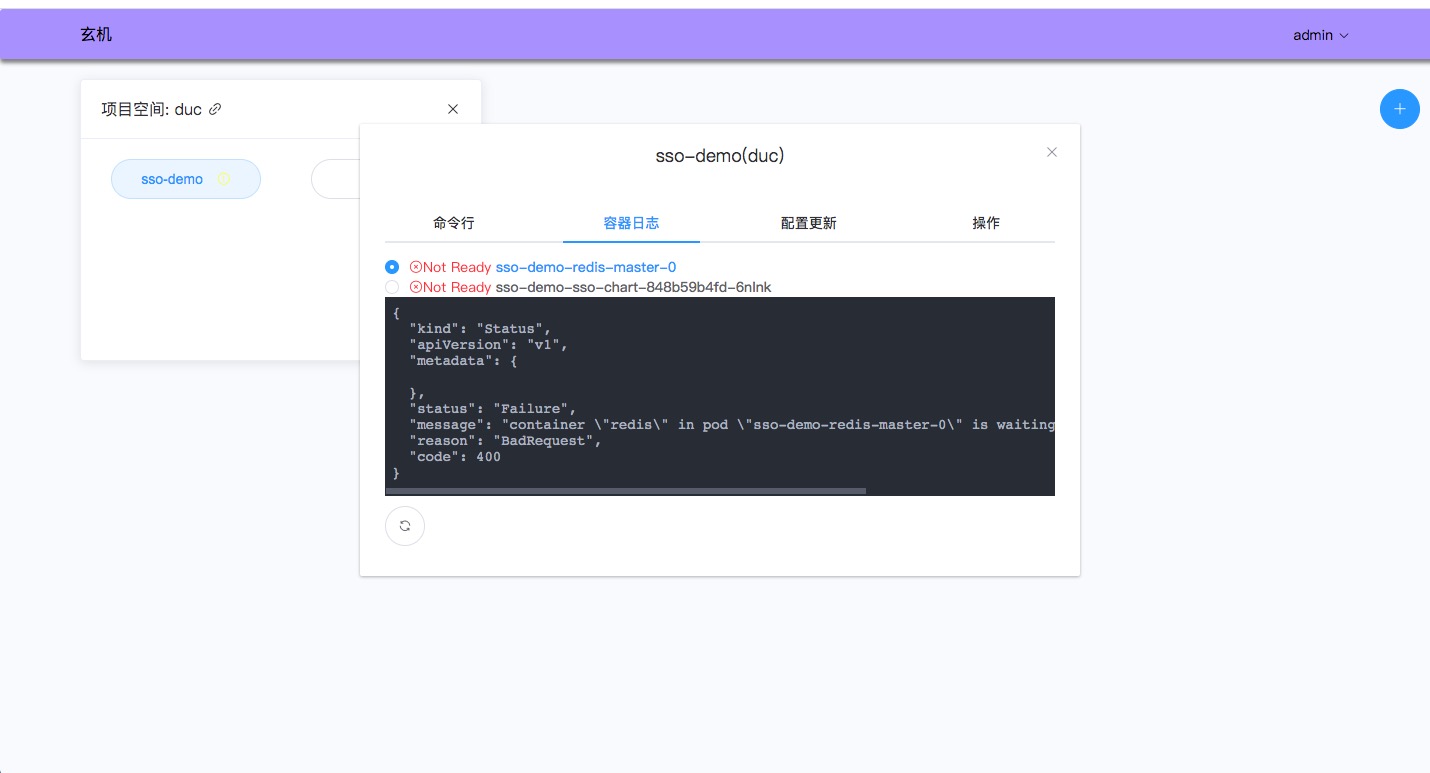 玄机
admin
项目空间: duc
sso-demo
sso-demo(duc)
命令行 容器日志 配置更新 操作
Not Ready sso-demo-redis-master-0
Not Ready sso-demo-sso-chart-848b59b4fd-6nlnk
{
"kind": "Status",
"apiVersion": "v1",
"metadata": {
},
"status": "Failure",
"message": "container \"redis\" in pod \"sso-demo-redis-master-0\" is waiting
"reason": "BadRequest",
"code": 400
}